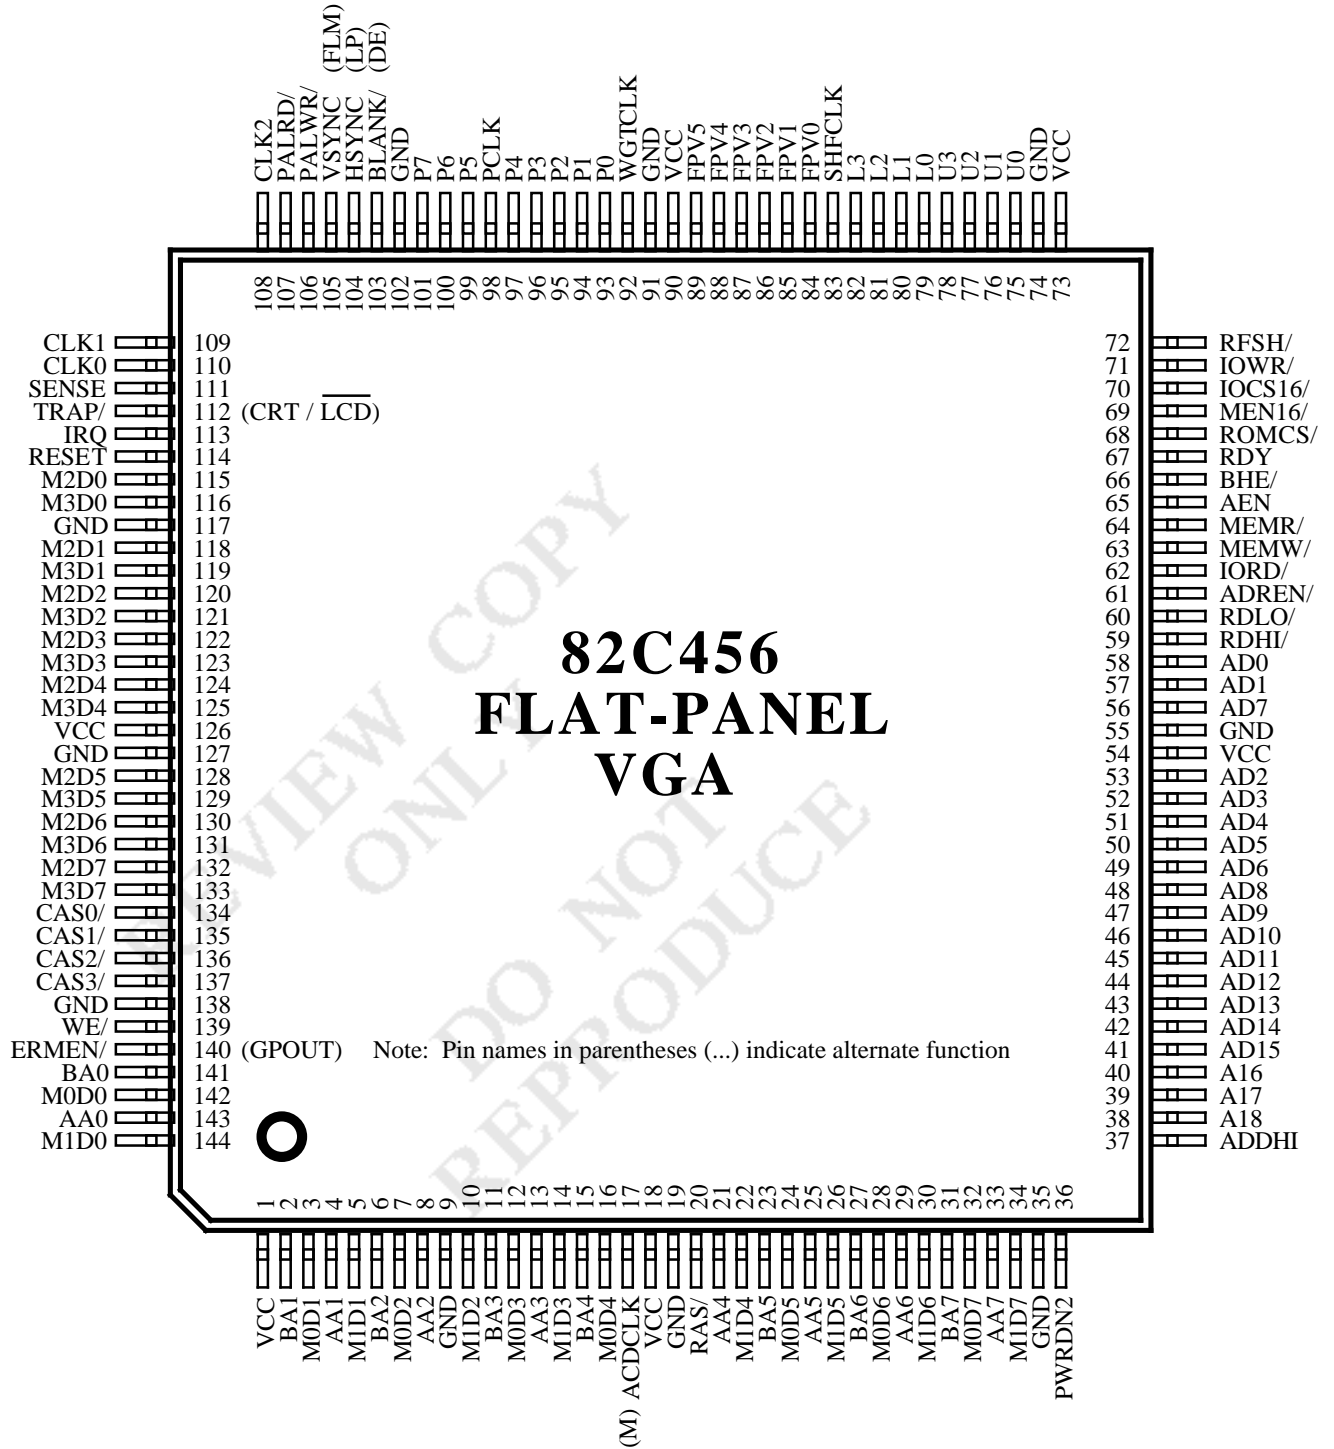 CLK2
PALRD/
PALWR/
VSYNC (FLM)
HSYNC (LP)
BLANK/ (DE)
GND
P7
P6
P5
PCLK
P4
P3
P2
P1
P0
WGTCLK
GND
VCC
FPV5
FPV4
FPV3
FPV2
FPV1
FPV0
SHFCLK
L3
L2
L1
L0
U3
U2
U1
U0
GND
VCC
108 107 106 105 104 103 102 101 100 99 98 97 96 95 94 93 92 91 90 89 88 87 86 85 84 83 82 81 80 79 78 77 76 75 74 73
CLK1 109 72 RFSH/
CLK0 110 71 IOWR/
SENSE 111 70 IOCS16/
TRAP/ 112 (CRT / LCD) 69 MEN16/
IRQ 113 68 ROMCS/
RESET 114 67 RDY
M2D0 115 66 BHE/
M3D0 116 65 AEN
GND 117 64 MEMR/
M2D1 118 63 MEMW/
M3D1 119 62 IORD/
M2D2 120 61 ADREN/
M3D2 121 60 RDLO/
M2D3 122 59 RDHI/
M3D3 123 58 AD0
M2D4 124 57 AD1
M3D4 125 56 AD7
VCC 126 55 GND
GND 127 54 VCC
M2D5 128 53 AD2
M3D5 129 52 AD3
M2D6 130 51 AD4
M3D6 131 50 AD5
M2D7 132 49 AD6
M3D7 133 48 AD8
CAS0/ 134 47 AD9
CAS1/ 135 46 AD10
CAS2/ 136 45 AD11
CAS3/ 137 44 AD12
GND 138 43 AD13
WE/ 139 42 AD14
ERMEN/ 140 (GPOUT) Note: Pin names in parentheses (...) indicate alternate function 41 AD15
BA0 141 40 A16
M0D0 142 39 A17
AA0 143 38 A18
M1D0 144 37 ADDHI
82C456
FLAT-PANEL
VGA
REVIEW COPY
ONLY
DO NOT
REPRODUCE
1 2 3 4 5 6 7 8 9 10 11 12 13 14 15 16 17 18 19 20 21 22 23 24 25 26 27 28 29 30 31 32 33 34 35 36
VCC
BA1
M0D1
AA1
M1D1
BA2
M0D2
AA2
GND
M1D2
BA3
M0D3
AA3
M1D3
BA4
M0D4
(M) ACDCLK
VCC
GND
RAS/
AA4
M1D4
BA5
M0D5
AA5
M1D5
BA6
M0D6
AA6
M1D6
BA7
M0D7
AA7
M1D7
GND
PWRDN2